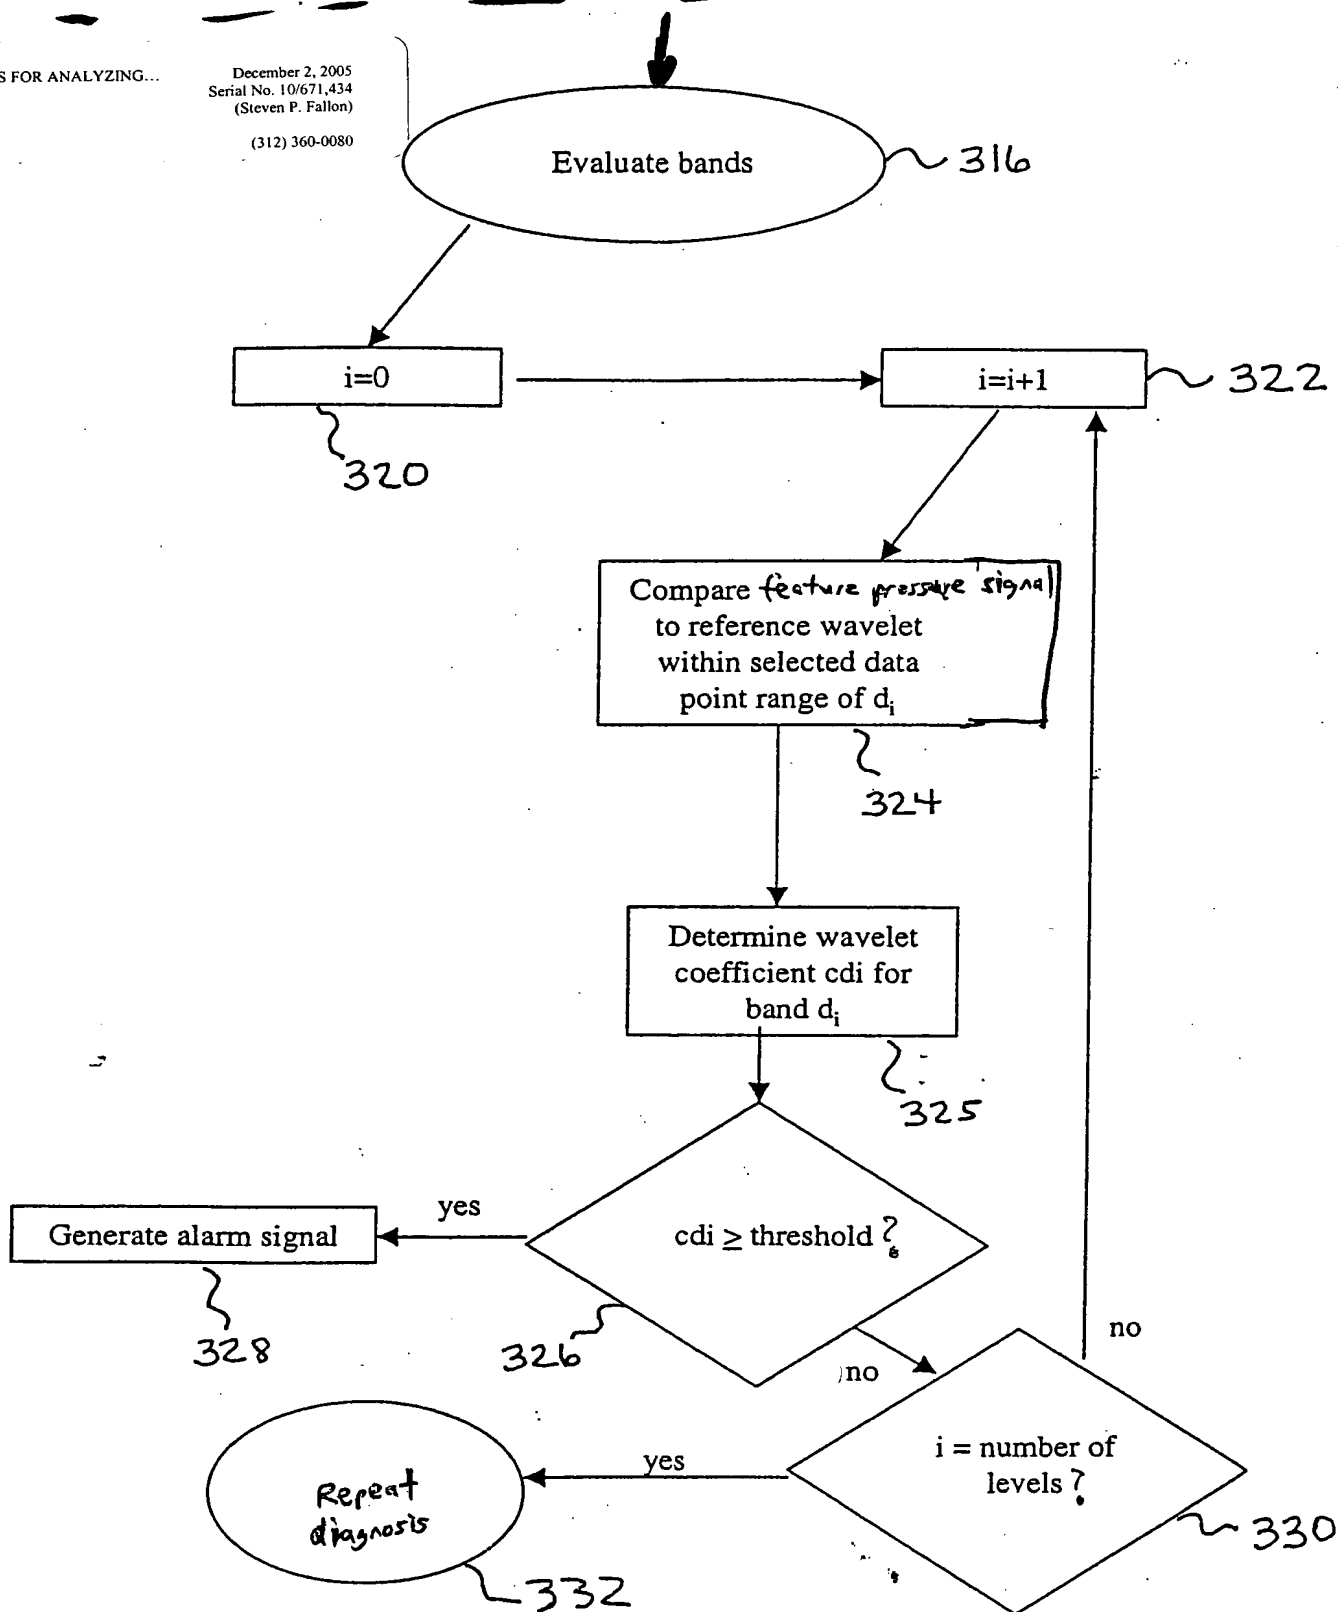 S FOR ANALYZING...
December 2, 2005
Serial No. 10/671,434
(Steven P. Fallon)
(312) 360-0080
Evaluate bands
316
i=0
i=i+1
322
320
Compare feature pressure signal
to reference wavelet
within selected data
point range of di
324
Determine wavelet
coefficient cdi for
band di
325
yes
Generate alarm signal
cdi ≥ threshold ?
328
326
no
no
i = number of
levels ?
yes
Repeat
diagnosis
330
332